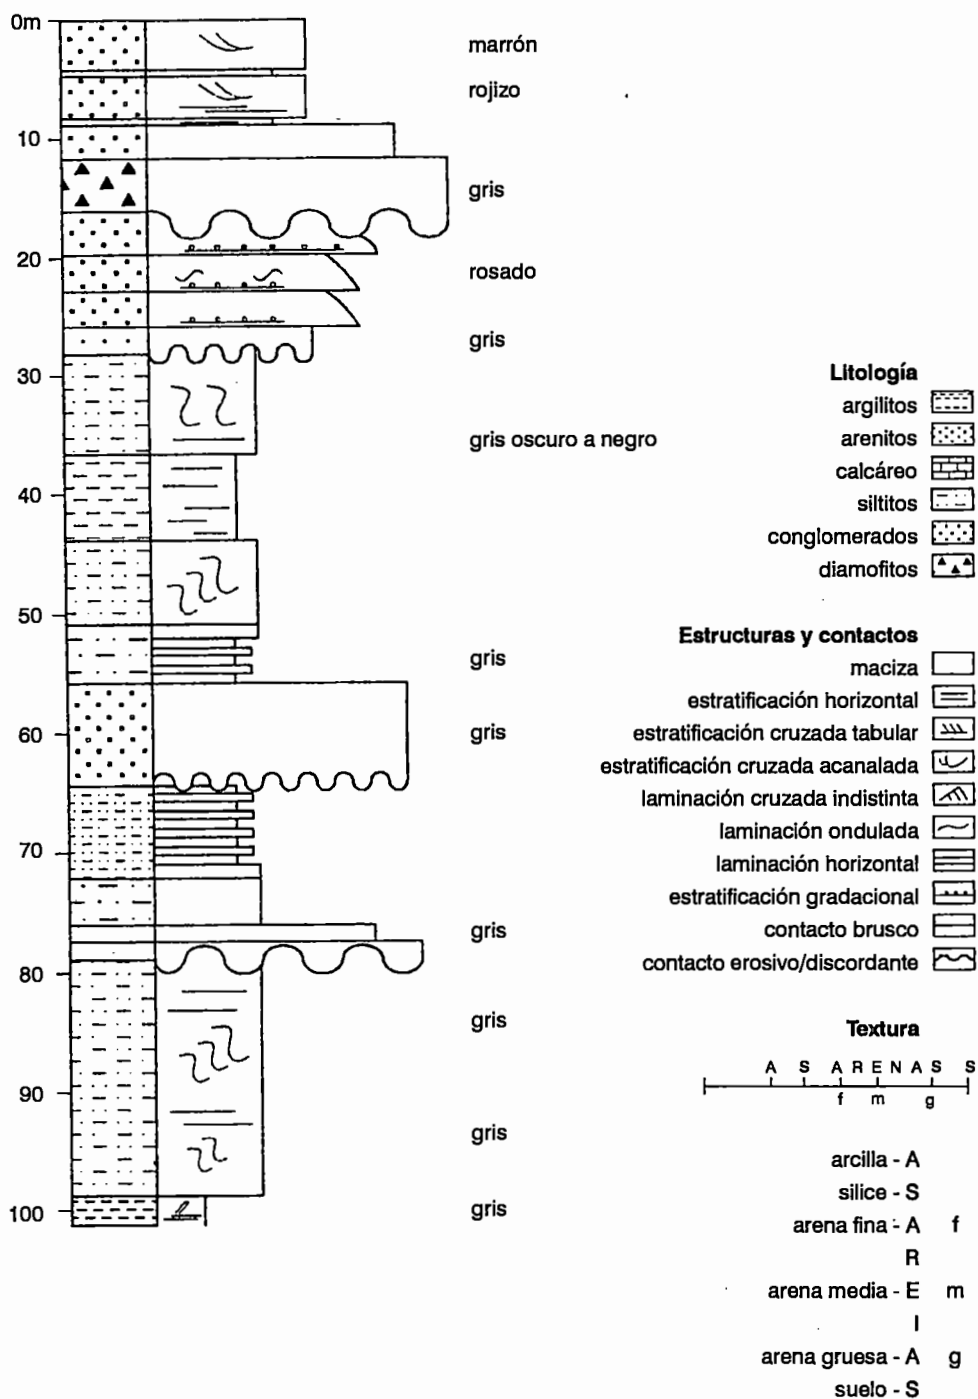 0m
marrón
rojizo
10
gris
20
rosado
gris
30
gris oscuro a negro
40
50
gris
60
gris
70
gris
80
gris
90
gris
100
gris
Litología
argilitos
arenitos
calcáreo
siltitos
conglomerados
diamofitos
Estructuras y contactos
maciza
estratificación horizontal
estratificación cruzada tabular
estratificación cruzada acanalada
laminación cruzada indistinta
laminación ondulada
laminación horizontal
estratificación gradacional
contacto brusco
contacto erosivo/discordante
Textura
A S A R E N A S S
f m g
arcilla - A
silice - S
arena fina - A f
R
arena media - E m
I
arena gruesa - A g
suelo - S